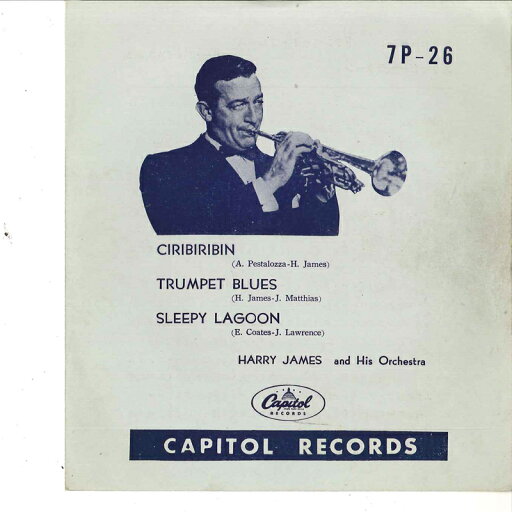 7P-26
CIRIBIRIBIN
(A. Pestalozza-H. James)
TRUMPET BLUES
(H. James-J. Matthias)
SLEEPY LAGOON
(E. Coates-J. Lawrence)
HARRY JAMES and His Orchestra
Capitol
RECORDS
CAPITOL RECORDS